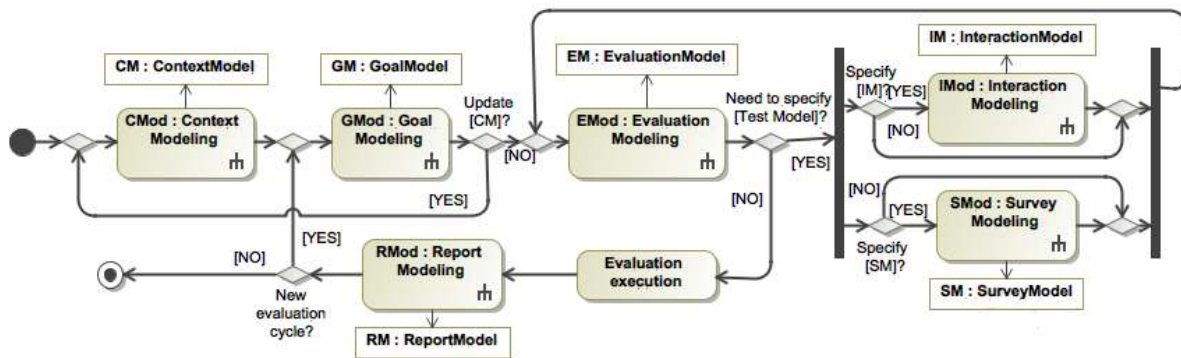 CM : ContextModel
GM : GoalModel
EM : EvaluationModel
IM : InteractionModel
CMod : Context
Modeling
GMod : Goal
Modeling
Update
[CM]?
[NO]
[YES]
EMod : Evaluation
Modeling
Need to specify
[Test Model]?
[YES]
[NO]
Specify
[IM]?
[YES]
[NO]
IMod : Interaction
Modeling
[NO]
[YES]
Specify
[SM]?
SMod : Survey
Modeling
SM : SurveyModel
Evaluation
execution
RMod : Report
Modeling
RM : ReportModel
[YES]
[NO]
New
evaluation
cycle?